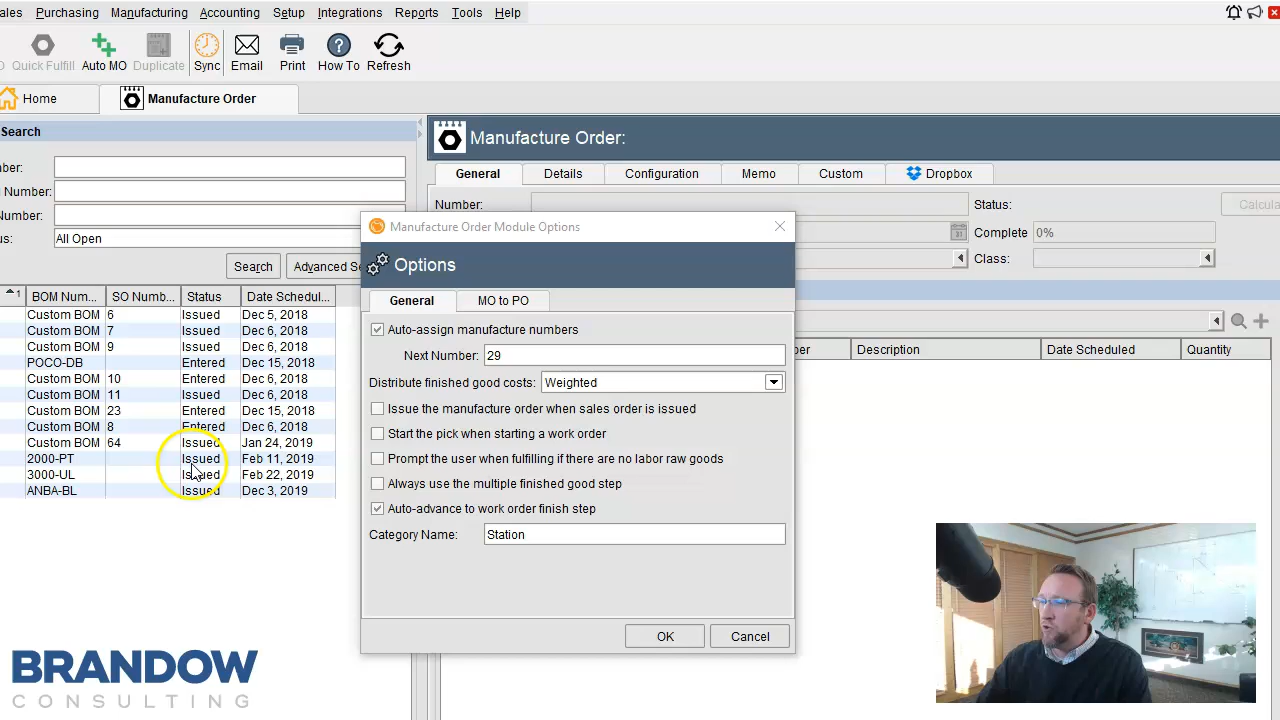 ales Purchasing Manufacturing Accounting Setup Integrations Reports Tools Help
Quick Fulfill Auto MO Duplicate Sync Email Print How To Refresh
Home Manufacture Order
Search
Manufacture Order:
General Details Configuration Memo Custom Dropbox
Number: Status: Calcula
Number:
Number:
All Open
Complete 0%
Class:
Search Advanced Se
Manufacture Order Module Options
Options
General MO to PO
Auto-assign manufacture numbers
Next Number: 29
Distribute finished good costs: Weighted
Issue the manufacture order when sales order is issued
Start the pick when starting a work order
Prompt the user when fulfilling if there are no labor raw goods
Always use the multiple finished good step
Auto-advance to work order finish step
Category Name: Station
OK Cancel
1 BOM Num... SO Numb... Status Date Schedul...
Custom BOM 6 Issued Dec 5, 2018
Custom BOM 7 Issued Dec 6, 2018
Custom BOM 9 Issued Dec 6, 2018
POCO-DB Entered Dec 15, 2018
Custom BOM 10 Entered Dec 6, 2018
Custom BOM 11 Issued Dec 6, 2018
Custom BOM 23 Entered Dec 15, 2018
Custom BOM 8 Entered Dec 6, 2018
Custom BOM 64 Issued Jan 24, 2019
2000-PT Issued Feb 11, 2019
3000-UL Issued Feb 22, 2019
ANBA-BL Issued Dec 3, 2019
Description Date Scheduled Quantity
BRANDOW
CONSULTING